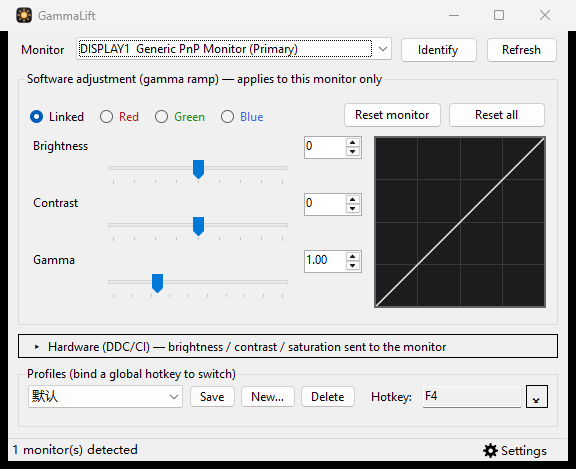 GammaLift
Monitor DISPLAY1 Generic PnP Monitor (Primary) Identify Refresh
Software adjustment (gamma ramp) — applies to this monitor only
Linked Red Green Blue Reset monitor Reset all
Brightness 0
Contrast 0
Gamma 1.00
Hardware (DDC/CI) — brightness / contrast / saturation sent to the monitor
Profiles (bind a global hotkey to switch)
默认 Save New... Delete Hotkey: F4
1 monitor(s) detected Settings